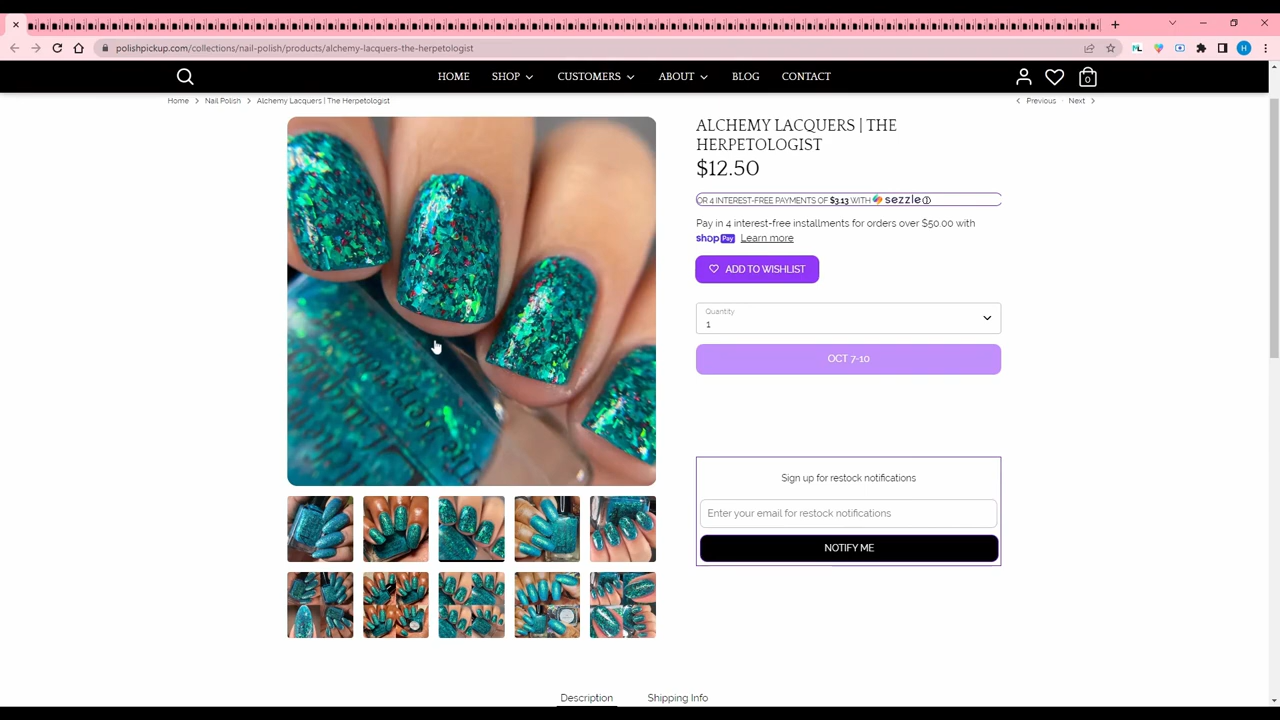 polishpickup.com/collections/nail-polish/products/alchemy-lacquers-the-herpetologist
H
HOME
SHOP
CUSTOMERS
ABOUT
BLOG
CONTACT
0
Home > Nail Polish > Alchemy Lacquers | The Herpetologist
< Previous · Next >
ALCHEMY LACQUERS | THE
HERPETOLOGIST
$12.50
OR 4 INTEREST-FREE PAYMENTS OF $3.13 WITH sezzle
Pay in 4 interest-free installments for orders over $50.00 with
shop Pay Learn more
ADD TO WISHLIST
Quantity
1
OCT 7-10
Sign up for restock notifications
Enter your email for restock notifications
NOTIFY ME
Description
Shipping Info